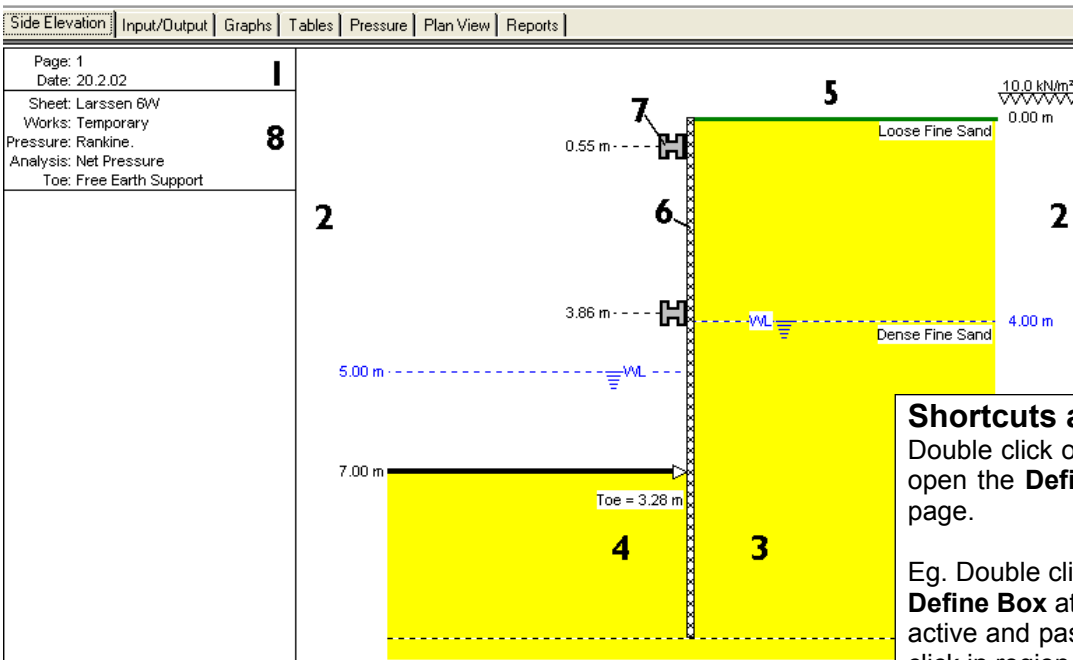 Side Elevation Input/Output Graphs Tables Pressure Plan View Reports
Page: 1
Date: 20.2.02
1
Sheet: Larssen 6W
Works: Temporary
Pressure: Rankine.
Analysis: Net Pressure
Toe: Free Earth Support
8
5
10.0 kN/m²
7
0.00 m
Loose Fine Sand
0.55 m
2
6
2
3.86 m
WL
4.00 m
Dense Fine Sand
5.00 m
WL
7.00 m
Toe = 3.28 m
4
3
Shortcuts
Double click
open the
page.
Eg. Double
Define Box
active and
click in